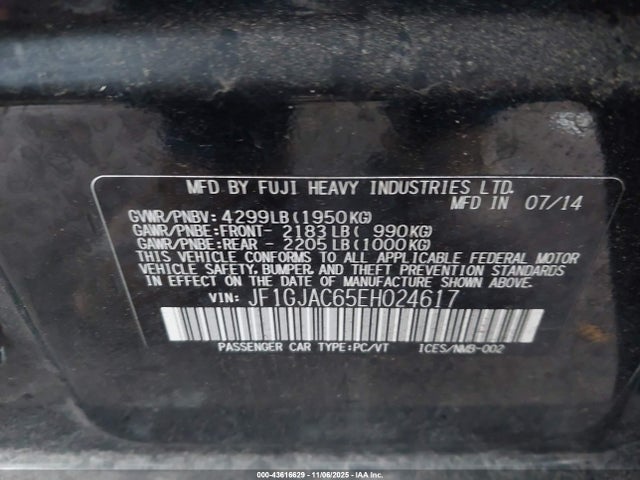 MFD BY FUJI HEAVY INDUSTRIES LTD.
MFD IN 07/14
GVWR/PNBV: 4299LB(1950KG)
GAWR/PNBE:FRONT- 2183LB( 990KG)
GAWR/PNBE:REAR - 2205LB(1000KG)
THIS VEHICLE CONFORMS TO ALL APPLICABLE FEDERAL MOTOR
VEHICLE SAFETY, BUMPER, AND THEFT PREVENTION STANDARDS
IN EFFECT ON THE DATE OF MANUFACTURE SHOWN ABOVE.
VIN: JF1GJAC65EH024617
PASSENGER CAR TYPE:PC/VT ICES/NMB-002
000-43616629 - 11/06/2025 - IAA Inc.